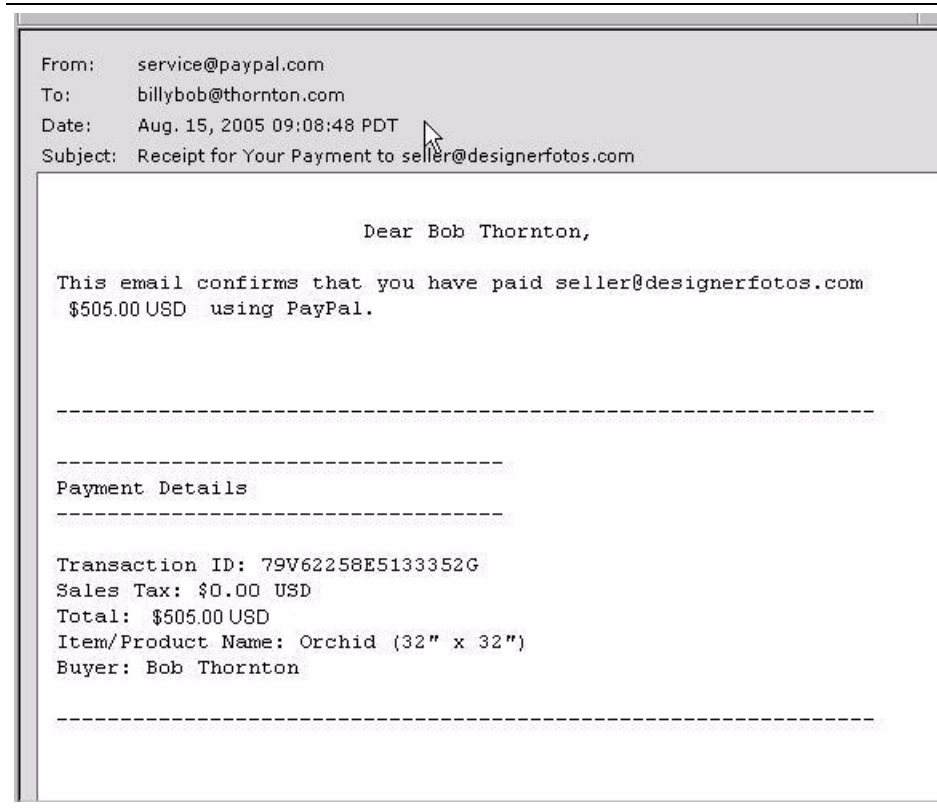 From: service@paypal.com
To: billybob@thornton.com
Date: Aug. 15, 2005 09:08:48 PDT
Subject: Receipt for Your Payment to seller@designerfotos.com
Dear Bob Thornton,
This email confirms that you have paid seller@designerfotos.com
$505.00 USD using PayPal.
----------------------------------------------------------------
-----------------------------------
Payment Details
-----------------------------------
Transaction ID: 79V62258E5133352G
Sales Tax: $0.00 USD
Total: $505.00 USD
Item/Product Name: Orchid (32" x 32")
Buyer: Bob Thornton
----------------------------------------------------------------